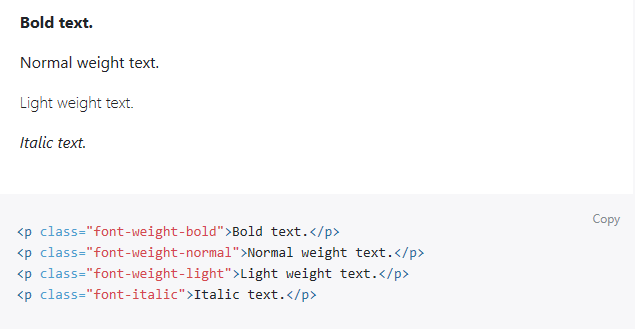 Bold text.
Normal weight text.
Light weight text.
Italic text.
Copy
<p class="font-weight-bold">Bold text.</p>
<p class="font-weight-normal">Normal weight text.</p>
<p class="font-weight-light">Light weight text.</p>
<p class="font-italic">Italic text.</p>